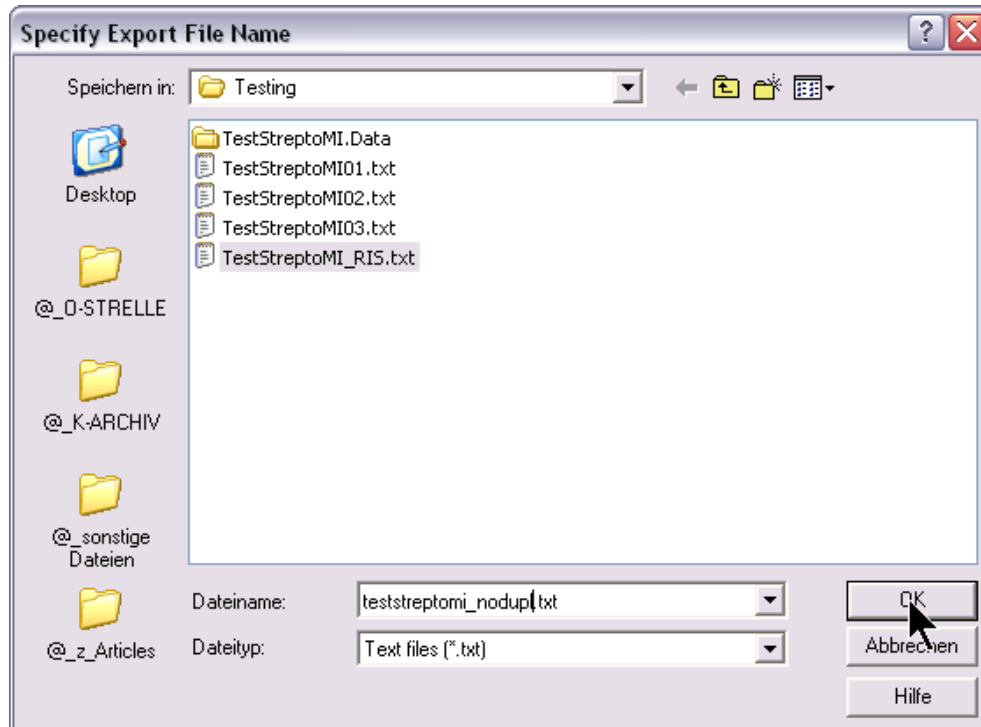 Specify Export File Name
Speichern in:
Testing
Desktop
@_O-STRELLE
@_K-ARCHIV
@_sonstige
Dateien
@_z_Articles
TestStreptoMI.Data
TestStreptoMI01.txt
TestStreptoMI02.txt
TestStreptoMI03.txt
TestStreptoMI_RIS.txt
Dateiname:
teststreptomi_nodupl.txt
OK
Dateityp:
Text files (*.txt)
Abbrechen
Hilfe